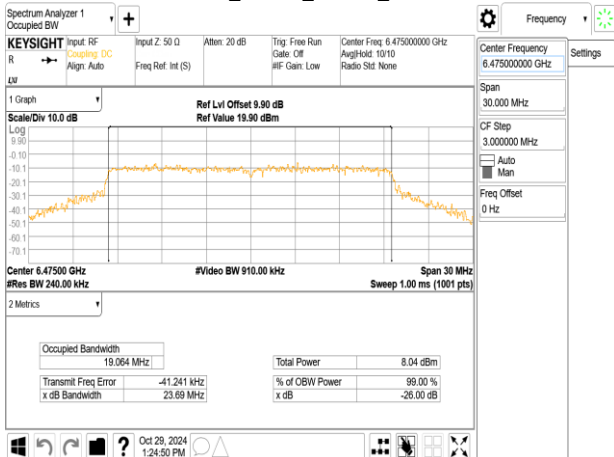 Spectrum Analyzer 1
Occupied BW
Frequency
KEYSIGHT
R
Input: RF
Coupling: DC
Align: Auto
Input Z: 50 Ω
Freq Ref: Int (S)
Atten: 20 dB
Trig: Free Run
Gate: Off
#IF Gain: Low
Center Freq: 6.475000000 GHz
Avg|Hold: 10/10
Radio Std: None
LXI
Center Frequency
6.475000000 GHz
Settings
Span
30.000 MHz
CF Step
3.000000 MHz
Auto
Man
Freq Offset
0 Hz
1 Graph
Ref Lvl Offset 9.90 dB
Scale/Div 10.0 dB
Ref Value 19.90 dBm
Log
9.90
-0.10
-10.1
-20.1
-30.1
-40.1
-50.1
-60.1
-70.1
Center 6.47500 GHz
#Video BW 910.00 kHz
Span 30 MHz
#Res BW 240.00 kHz
Sweep 1.00 ms (1001 pts)
2 Metrics
Occupied Bandwidth
19.064 MHz
Total Power 8.04 dBm
Transmit Freq Error -41.241 kHz
% of OBW Power 99.00 %
x dB Bandwidth 23.69 MHz
x dB -26.00 dB
?
Oct 29, 2024
1:24:50 PM